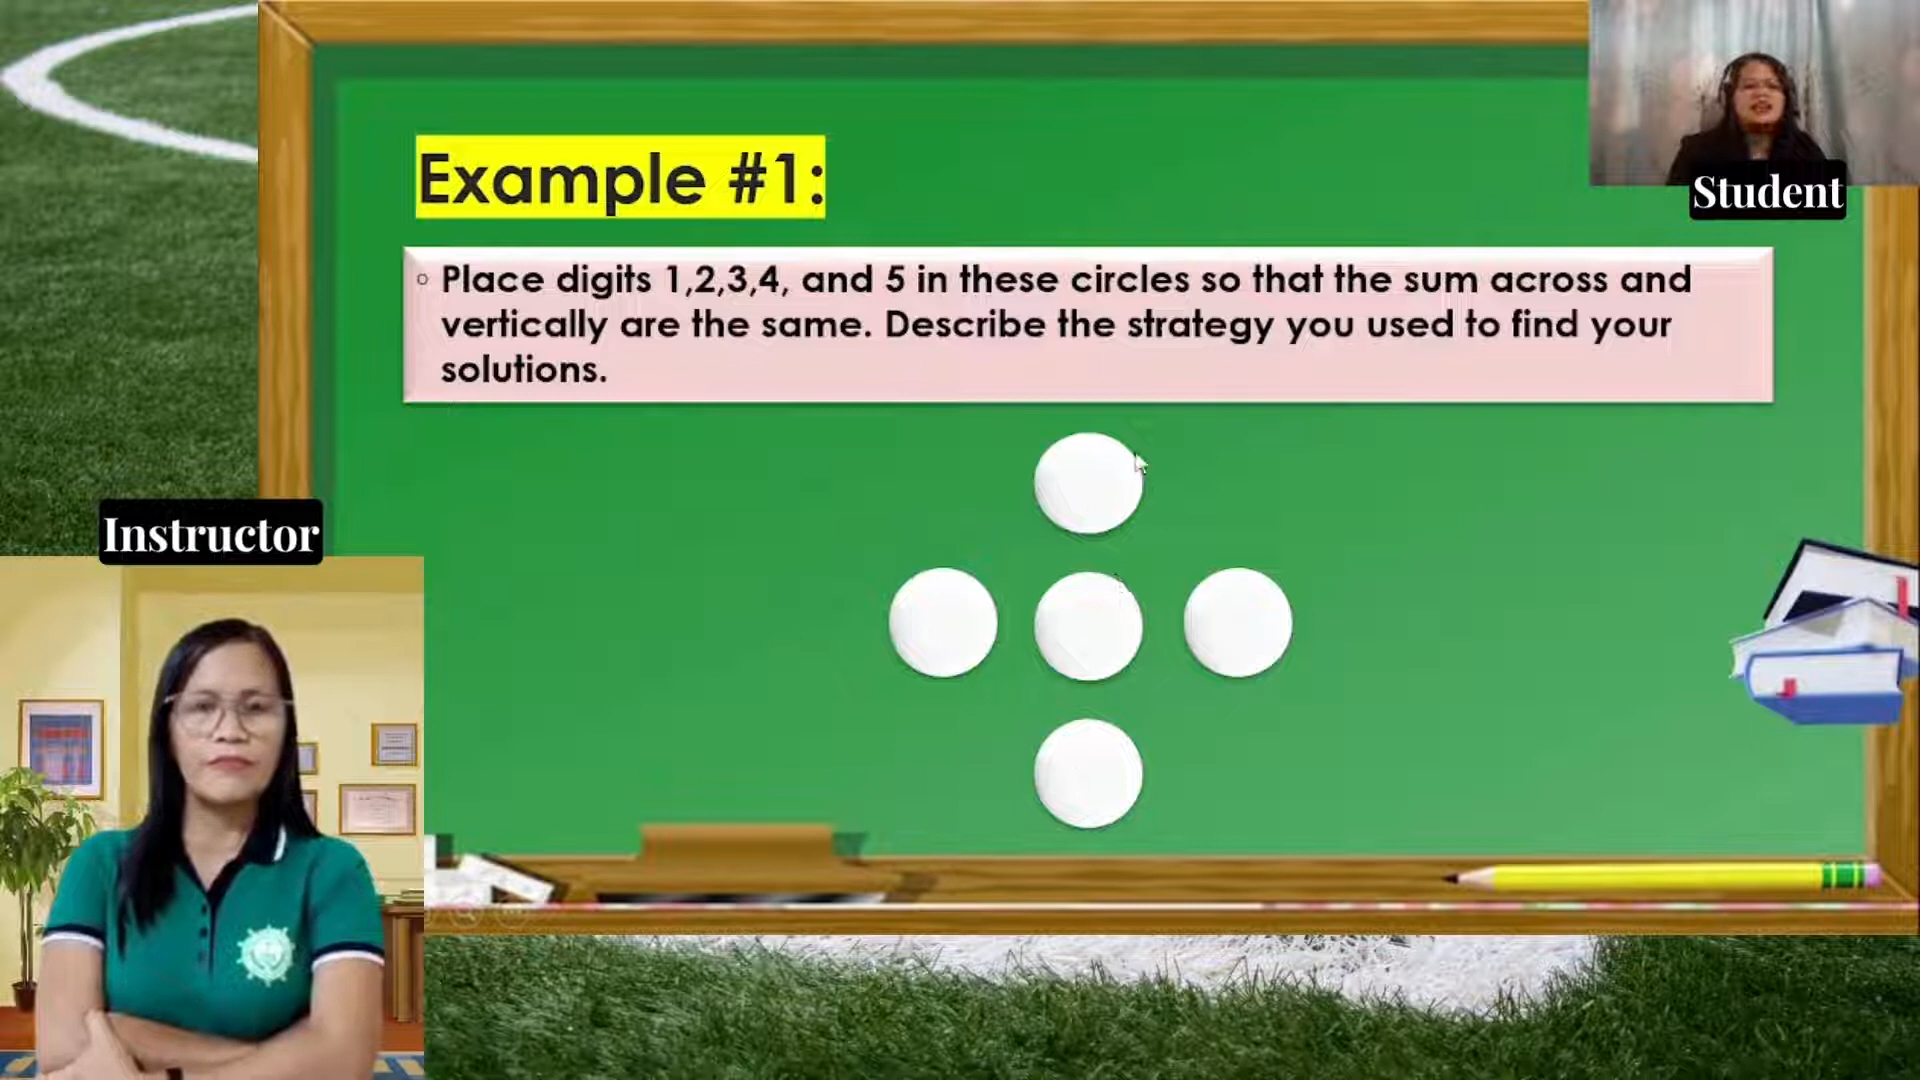 Example #1:
Student
Place digits 1,2,3,4, and 5 in these circles so that the sum across and
vertically are the same. Describe the strategy you used to find your
solutions.
Instructor